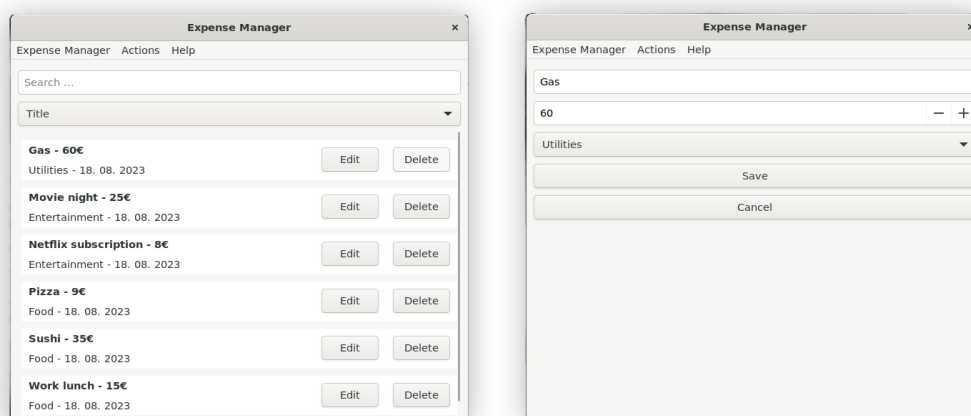 Expense Manager ×
Expense Manager Actions Help
Search ...
Title
Gas - 60€
Utilities - 18. 08. 2023
Edit Delete
Movie night - 25€
Entertainment - 18. 08. 2023
Edit Delete
Netflix subscription - 8€
Entertainment - 18. 08. 2023
Edit Delete
Pizza - 9€
Food - 18. 08. 2023
Edit Delete
Sushi - 35€
Food - 18. 08. 2023
Edit Delete
Work lunch - 15€
Food - 18. 08. 2023
Edit Delete
Expense Manager ×
Expense Manager Actions Help
Gas
60 − +
Utilities
Save
Cancel